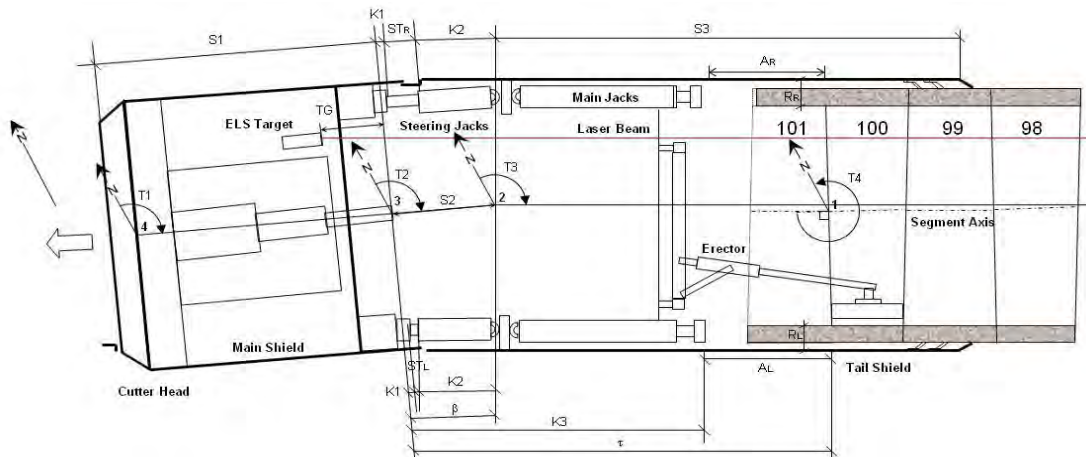 K1
S1
STR
K2
S3
AR
TG
RR
Main Jacks
ELS Target
Steering Jacks
Laser Beam
101
100
99
98
N
N
N
N
N
T1
T2
T3
T4
S2
3
2
1
4
Segment Axis
Erector
Main Shield
RL
STL
AL
Tail Shield
Cutter Head
K1
K2
β
K3
τ